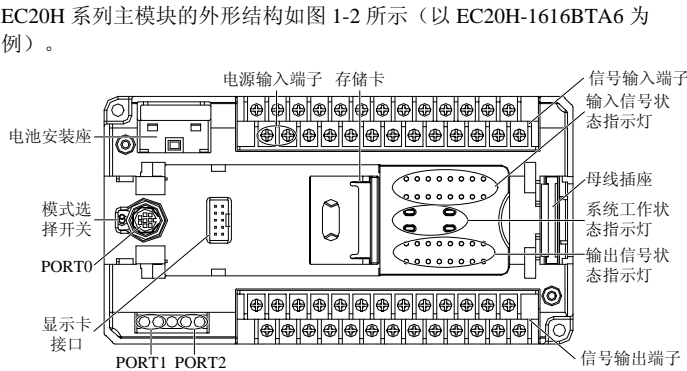 EC20H 系列主模块的外形结构如图 1-2 所示（以 EC20H-1616BTA6 为
例）。
电源输入端子 存储卡
信号输入端子
输入信号状
态指示灯
电池安装座
母线插座
模式选
择开关
系统工作状
态指示灯
PORT0
输出信号状
态指示灯
显示卡
接口
PORT1 PORT2
信号输出端子